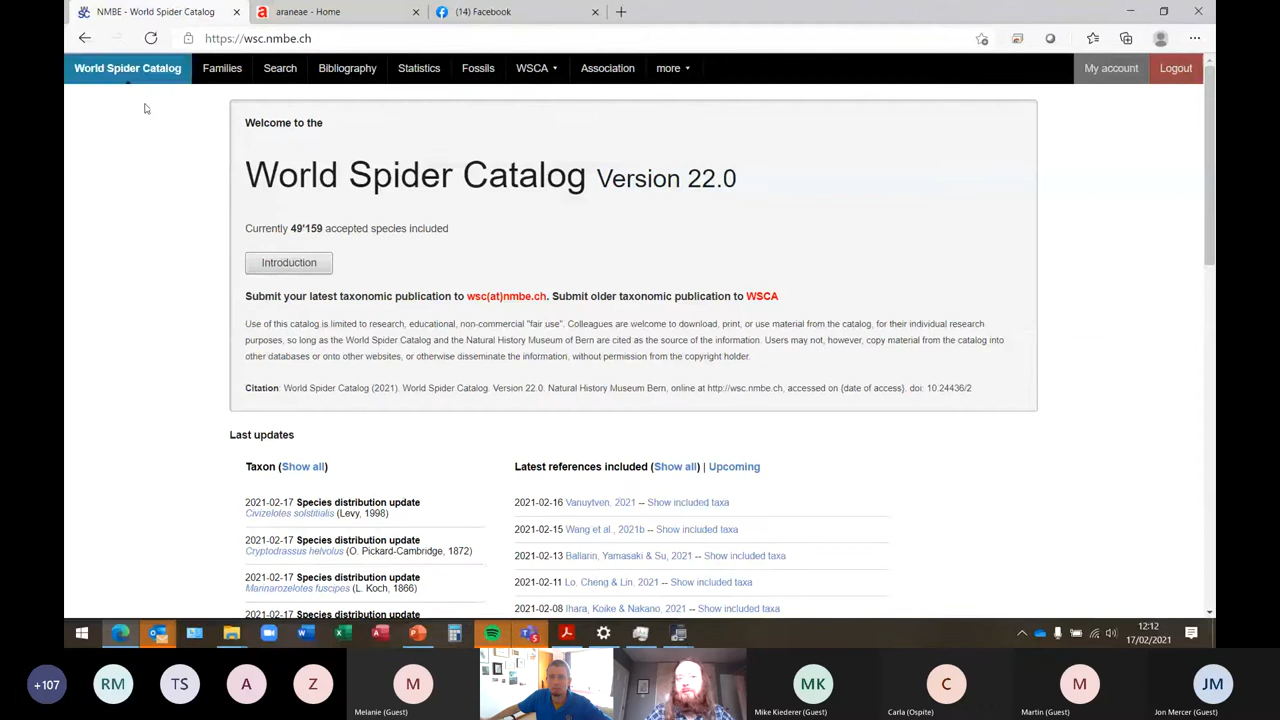 NMBE - World Spider Catalog
araneae - Home
(14) Facebook
https://wsc.nmbe.ch
World Spider Catalog Families Search Bibliography Statistics Fossils WSCA Association more My account Logout
Welcome to the
World Spider Catalog Version 22.0
Currently 49'159 accepted species included
Introduction
Submit your latest taxonomic publication to wsc(at)nmbe.ch. Submit older taxonomic publication to WSCA
Use of this catalog is limited to research, educational, non-commercial "fair use". Colleagues are welcome to download, print, or use material from the catalog, for their individual research
purposes, so long as the World Spider Catalog and the Natural History Museum of Bern are cited as the source of the information. Users may not, however, copy material from the catalog into
other databases or onto other websites, or otherwise disseminate the information, without permission from the copyright holder.
Citation: World Spider Catalog (2021). World Spider Catalog. Version 22.0. Natural History Museum Bern, online at http://wsc.nmbe.ch, accessed on {date of access}. doi: 10.24436/2
Last updates
Taxon (Show all)
2021-02-17 Species distribution update
Civizelotes solstitialis (Levy, 1998)
2021-02-17 Species distribution update
Cryptodrassus helvolus (O. Pickard-Cambridge, 1872)
2021-02-17 Species distribution update
Marinarozelotes fuscipes (L. Koch, 1866)
2021-02-17 Species distribution update
Latest references included (Show all) | Upcoming
2021-02-16 Vanuytven, 2021 -- Show included taxa
2021-02-15 Wang et al., 2021b -- Show included taxa
2021-02-13 Ballarin, Yamasaki & Su, 2021 -- Show included taxa
2021-02-11 Lo, Cheng & Lin, 2021 -- Show included taxa
2021-02-08 Ihara, Koike & Nakano, 2021 -- Show included taxa
12:12
17/02/2021
+107
RM
TS
A
Z
M
Melanie (Guest)
MK
Mike Kiederer (Guest)
C
Carla (Ospite)
M
Martin (Guest)
JM
Jon Mercer (Guest)